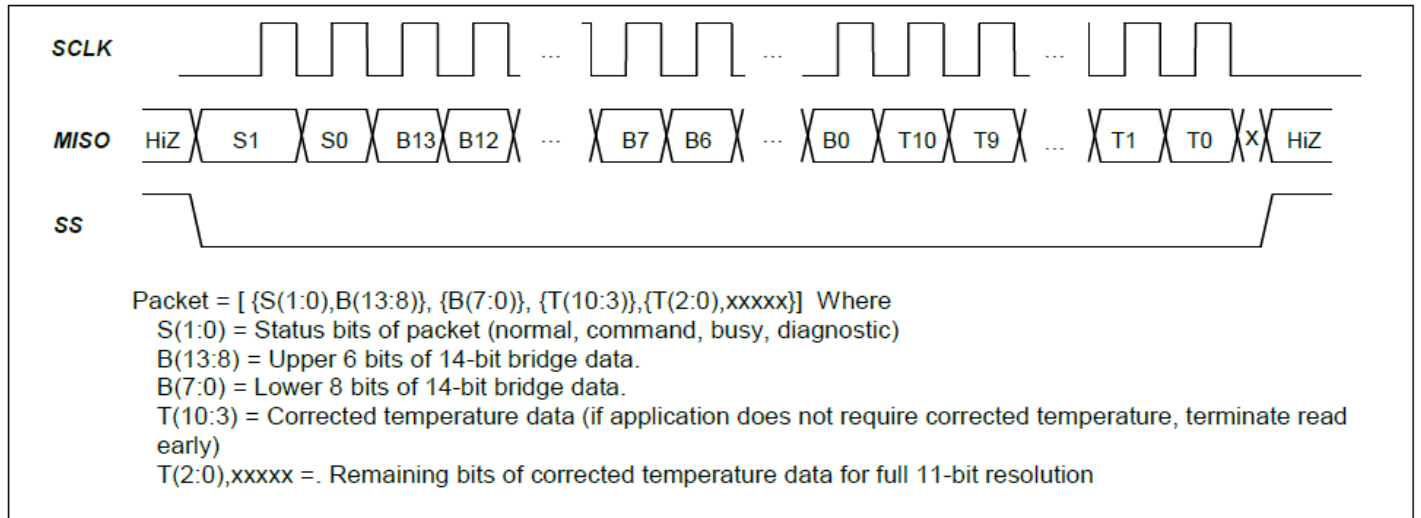 SCLK ... ... ...
MISO HiZ S1 S0 B13 B12 ... B7 B6 ... B0 T10 T9 ... T1 T0 X HiZ
SS
Packet = [ {S(1:0),B(13:8)}, {B(7:0)}, {T(10:3)},{T(2:0),xxxxx}] Where
S(1:0) = Status bits of packet (normal, command, busy, diagnostic)
B(13:8) = Upper 6 bits of 14-bit bridge data.
B(7:0) = Lower 8 bits of 14-bit bridge data.
T(10:3) = Corrected temperature data (if application does not require corrected temperature, terminate read
early)
T(2:0),xxxxx =. Remaining bits of corrected temperature data for full 11-bit resolution